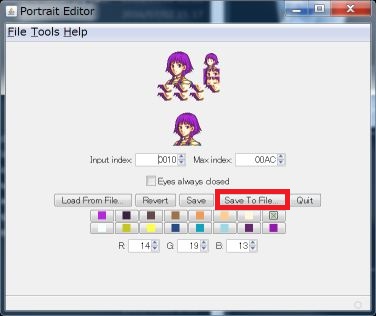 Portrait Editor
File Tools Help
Input index: 0010 Max index: 00AC
Eyes always closed
Load From File... Revert Save Save To File... Quit
R: 14 G: 19 B: 13